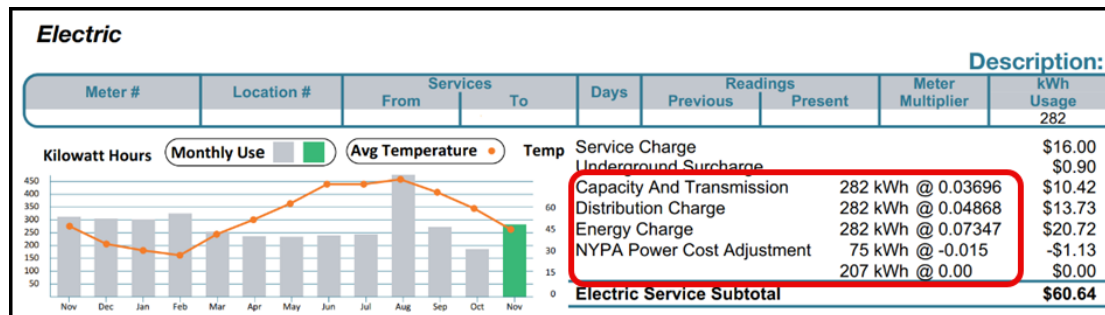 Electric
Description:
Meter # Location # Services Days Readings Meter kWh
From To Previous Present Multiplier Usage
282
Kilowatt Hours Monthly Use Avg Temperature Temp
450
400
350
300
250
200
150
100
50
60
45
30
15
0
Nov Dec Jan Feb Mar Apr May Jun Jul Aug Sep Oct Nov
Service Charge $16.00
Underground Surcharge $0.90
Capacity And Transmission 282 kWh @ 0.03696 $10.42
Distribution Charge 282 kWh @ 0.04868 $13.73
Energy Charge 282 kWh @ 0.07347 $20.72
NYPA Power Cost Adjustment 75 kWh @ -0.015 -$1.13
207 kWh @ 0.00 $0.00
Electric Service Subtotal $60.64